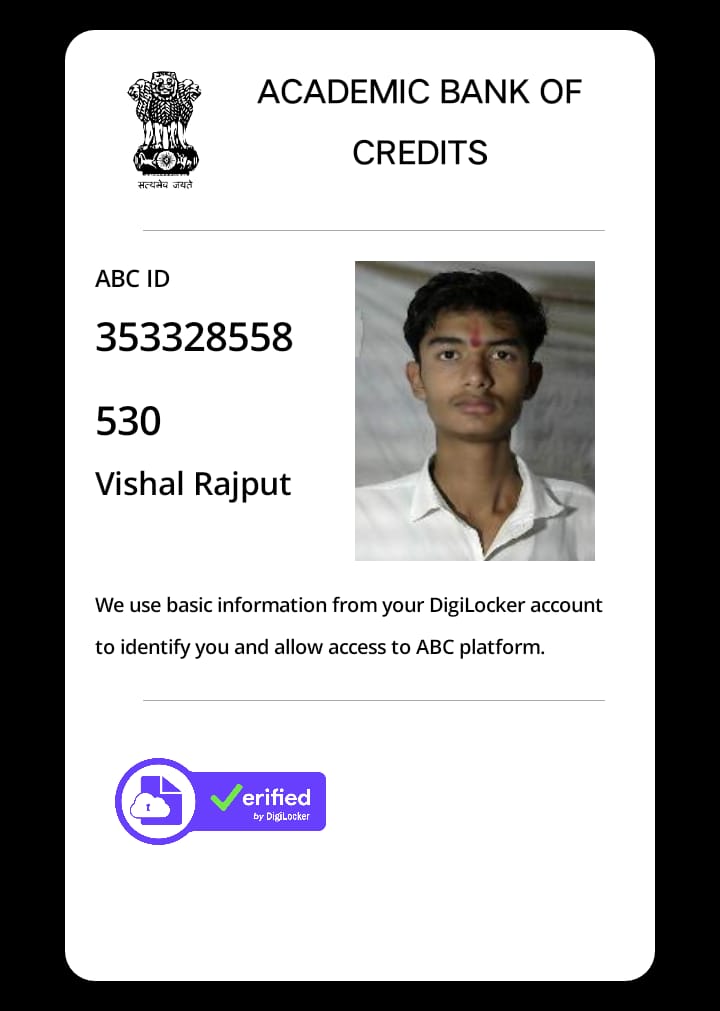 सत्यमेव जयते
ACADEMIC BANK OF
CREDITS
ABC ID
353328558
530
Vishal Rajput
We use basic information from your DigiLocker account
to identify you and allow access to ABC platform.
Verified
by DigiLocker